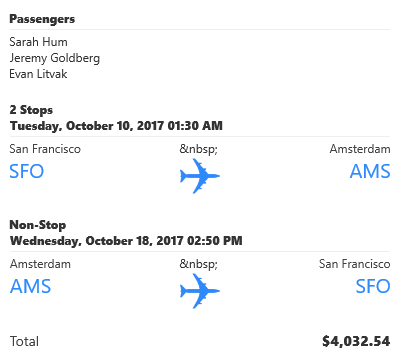 Passengers
Sarah Hum
Jeremy Goldberg
Evan Litvak
2 Stops
Tuesday, October 10, 2017 01:30 AM
San Francisco &nbsp; Amsterdam
SFO AMS
Non-Stop
Wednesday, October 18, 2017 02:50 PM
Amsterdam &nbsp; San Francisco
AMS SFO
Total $4,032.54